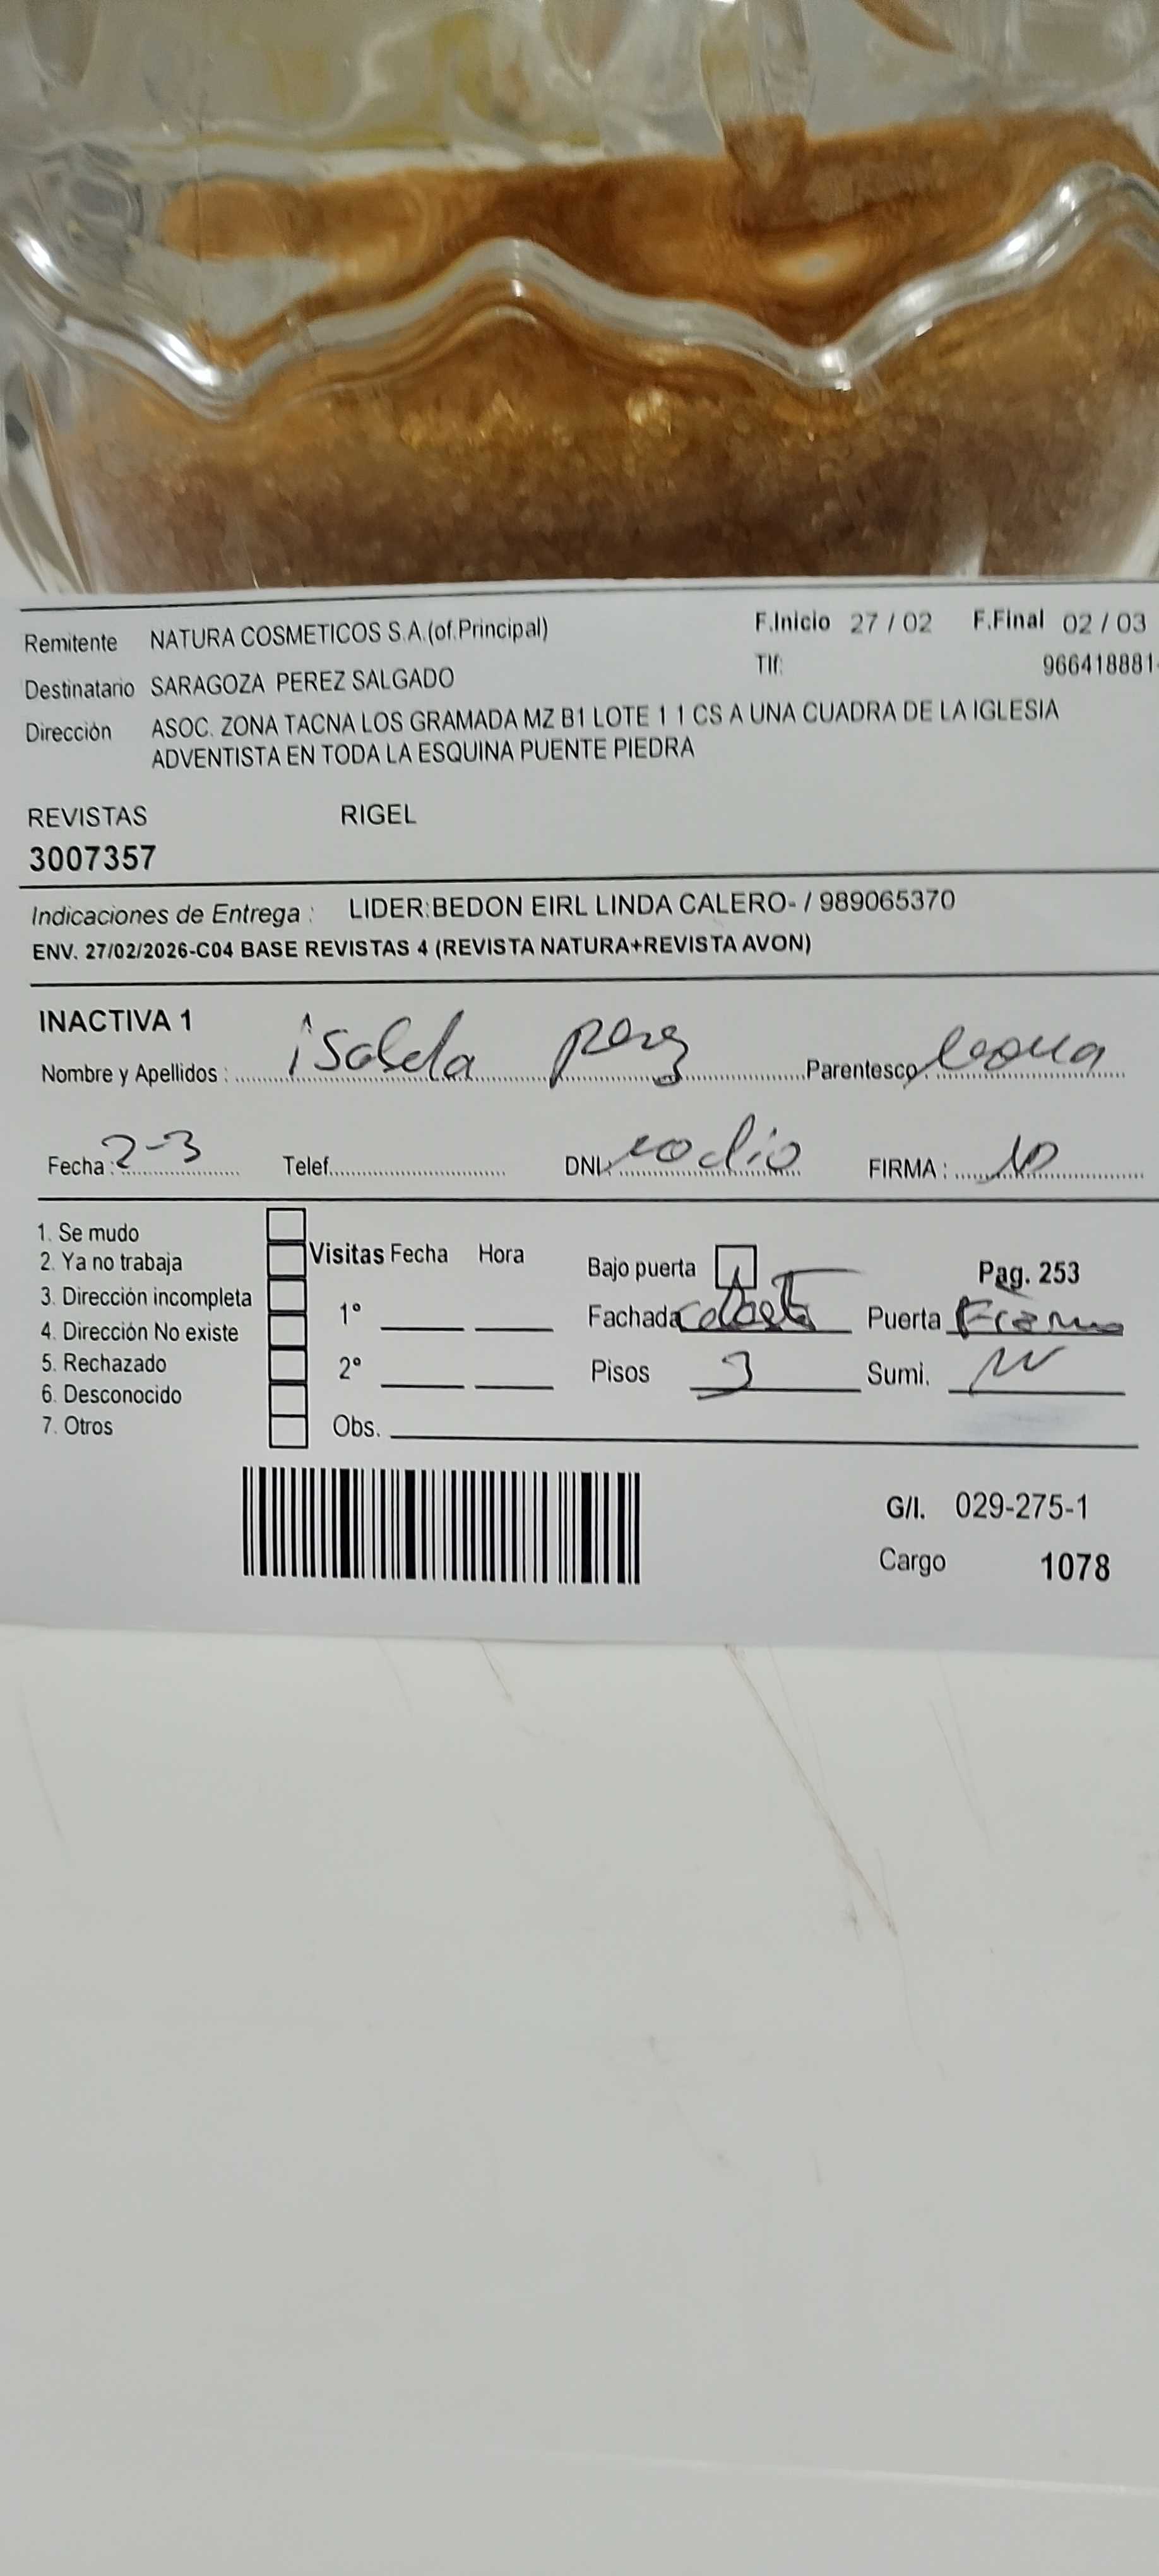 Remitente NATURA COSMETICOS S.A.(of.Principal) F.Inicio 27 / 02 F.Final 02 / 03
Destinatario SARAGOZA PEREZ SALGADO Tlf: 966418881-
Dirección ASOC. ZONA TACNA LOS GRAMADA MZ B1 LOTE 1 1 CS A UNA CUADRA DE LA IGLESIA
ADVENTISTA EN TODA LA ESQUINA PUENTE PIEDRA
REVISTAS RIGEL
3007357
Indicaciones de Entrega : LIDER:BEDON EIRL LINDA CALERO- / 989065370
ENV. 27/02/2026-C04 BASE REVISTAS 4 (REVISTA NATURA+REVISTA AVON)
INACTIVA 1
Nombre y Apellidos : isabela perez Parentesco
Fecha : 2-3 Telef. DNI. no dio FIRMA :
1. Se mudo
2. Ya no trabaja Visitas Fecha Hora Bajo puerta Pag. 253
3. Dirección incompleta 1° Fachada Puerta
4. Dirección No existe
5. Rechazado 2° Pisos 3 Sumi.
6. Desconocido
7. Otros Obs.
G/I. 029-275-1
Cargo 1078